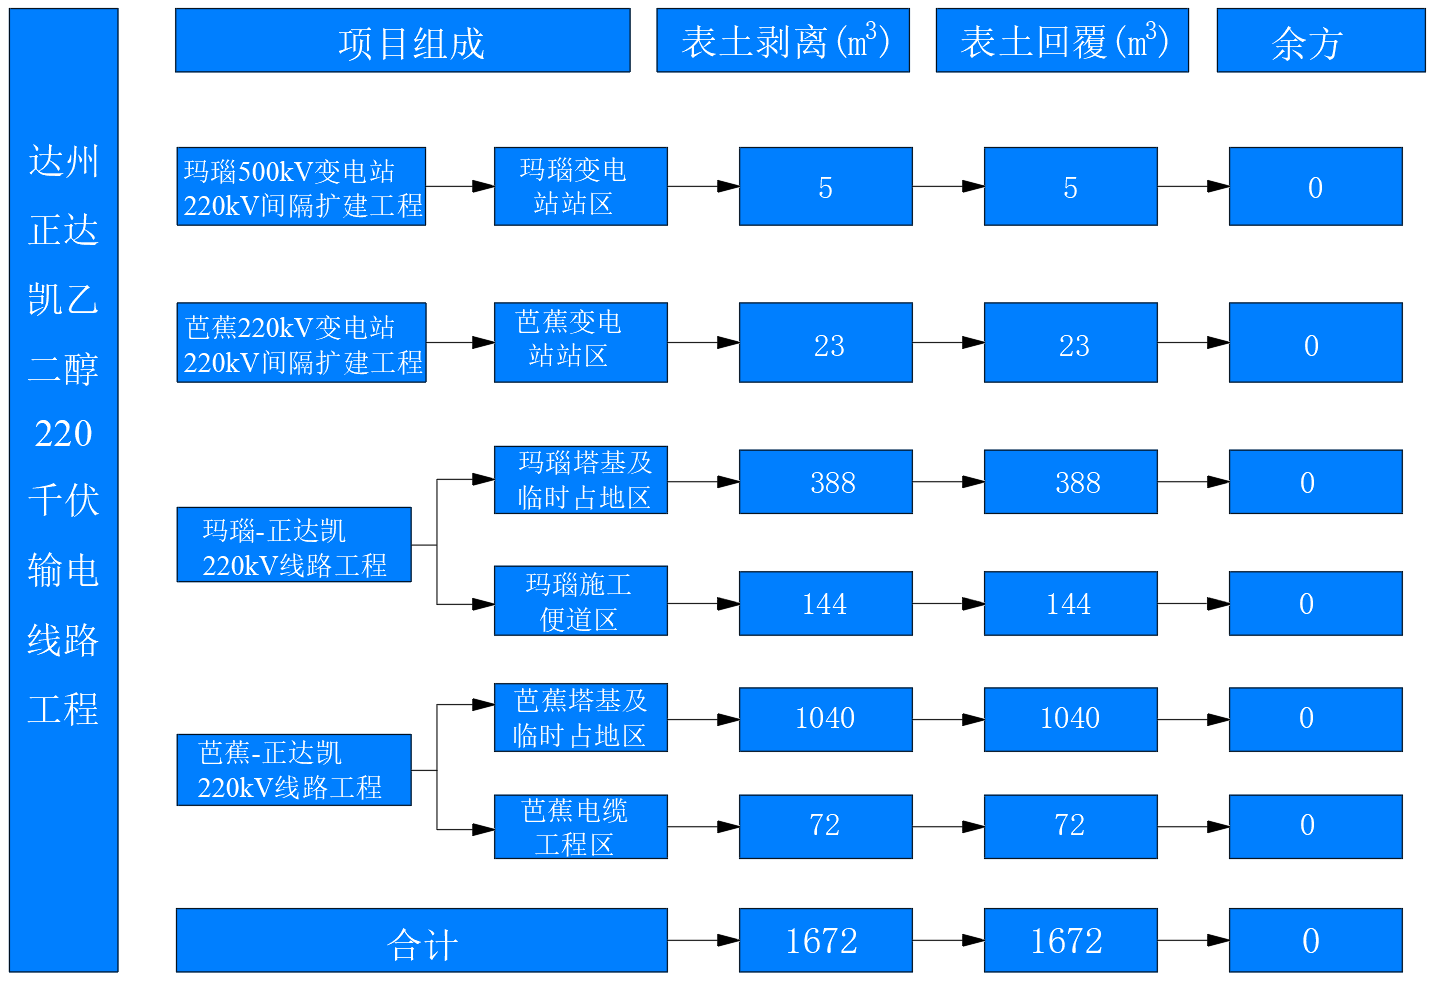 达州
正达
凯乙
二醇
220
千伏
输电
线路
工程
项目组成
表土剥离(m³)
表土回覆(m³)
余方
玛瑙500kV变电站
220kV间隔扩建工程
玛瑙变电
站站区
5
5
0
芭蕉220kV变电站
220kV间隔扩建工程
芭蕉变电
站站区
23
23
0
玛瑙-正达凯
220kV线路工程
玛瑙塔基及
临时占地区
388
388
0
玛瑙施工
便道区
144
144
0
芭蕉-正达凯
220kV线路工程
芭蕉塔基及
临时占地区
1040
1040
0
芭蕉电缆
工程区
72
72
0
合计
1672
1672
0